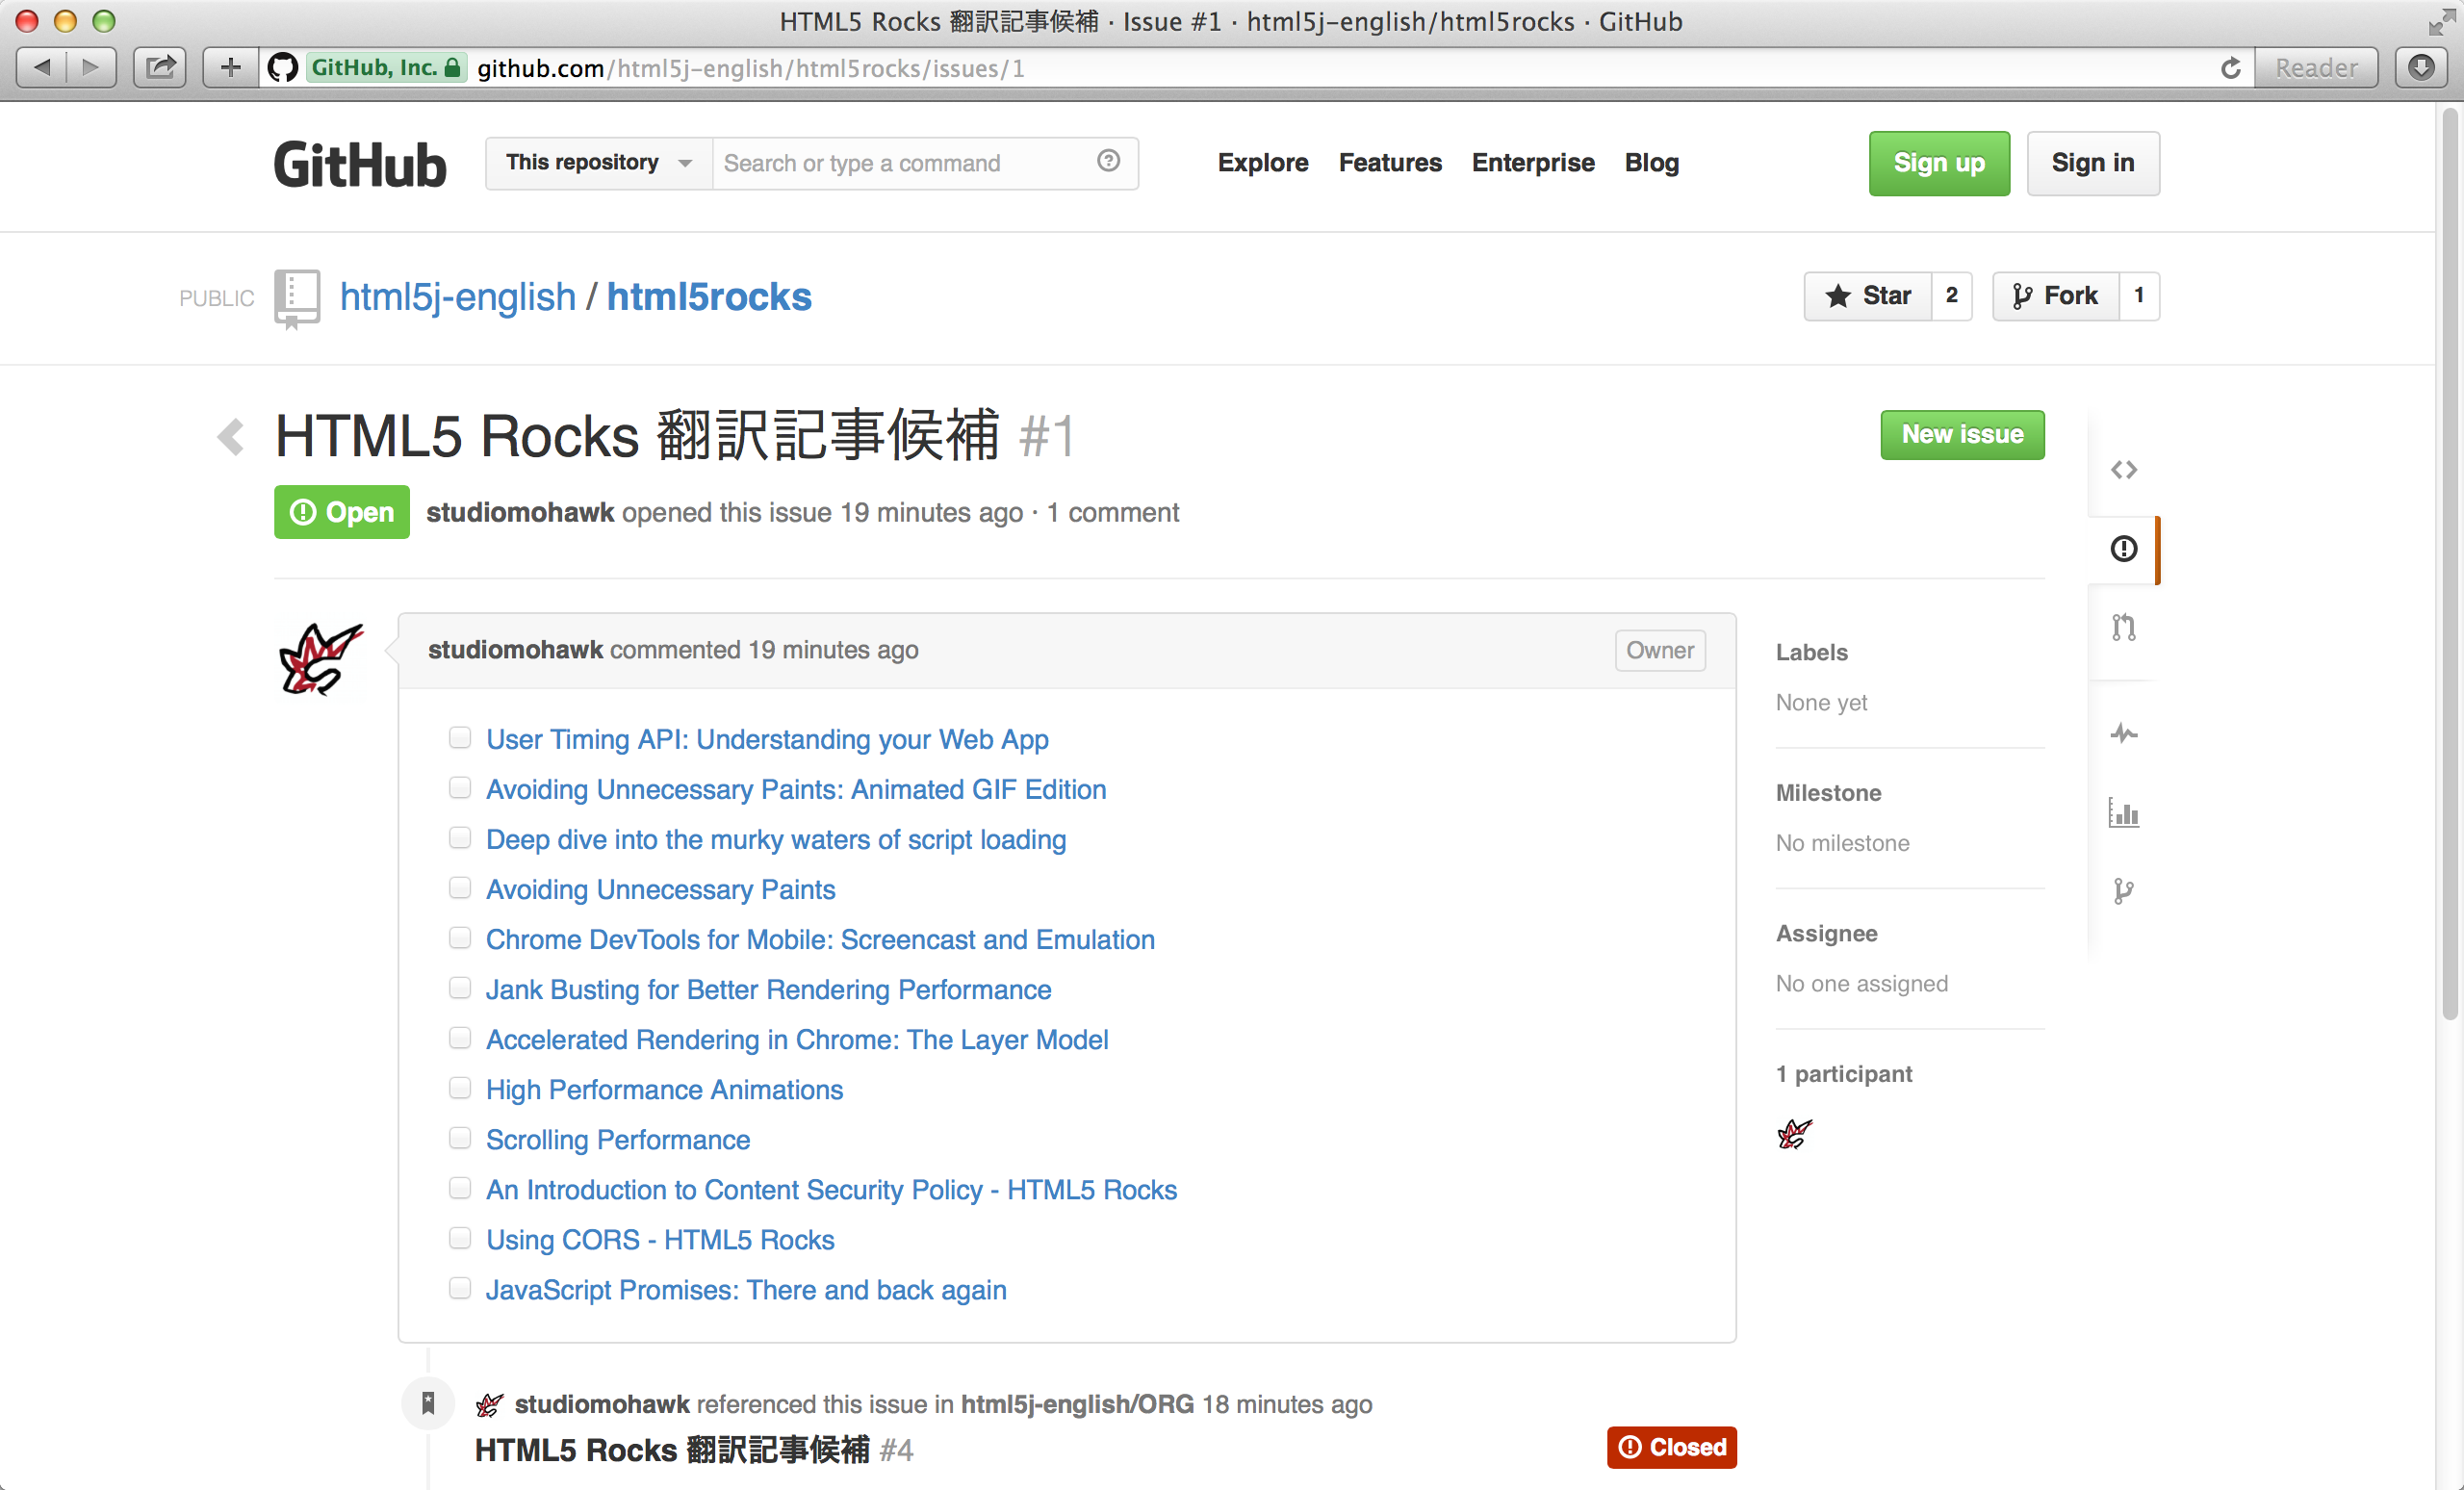 HTML5 Rocks 翻訳記事候補 · Issue #1 · html5j-english/html5rocks · GitHub
GitHub, Inc. github.com/html5j-english/html5rocks/issues/1 Reader
GitHub This repository Search or type a command Explore Features Enterprise Blog Sign up Sign in
PUBLIC html5j-english / html5rocks Star 2 Fork 1
HTML5 Rocks 翻訳記事候補 #1 New issue
Open studiomohawk opened this issue 19 minutes ago · 1 comment
studiomohawk commented 19 minutes ago Owner
User Timing API: Understanding your Web App
Avoiding Unnecessary Paints: Animated GIF Edition
Deep dive into the murky waters of script loading
Avoiding Unnecessary Paints
Chrome DevTools for Mobile: Screencast and Emulation
Jank Busting for Better Rendering Performance
Accelerated Rendering in Chrome: The Layer Model
High Performance Animations
Scrolling Performance
An Introduction to Content Security Policy - HTML5 Rocks
Using CORS - HTML5 Rocks
JavaScript Promises: There and back again
Labels
None yet
Milestone
No milestone
Assignee
No one assigned
1 participant
studiomohawk referenced this issue in html5j-english/ORG 18 minutes ago
HTML5 Rocks 翻訳記事候補 #4 Closed